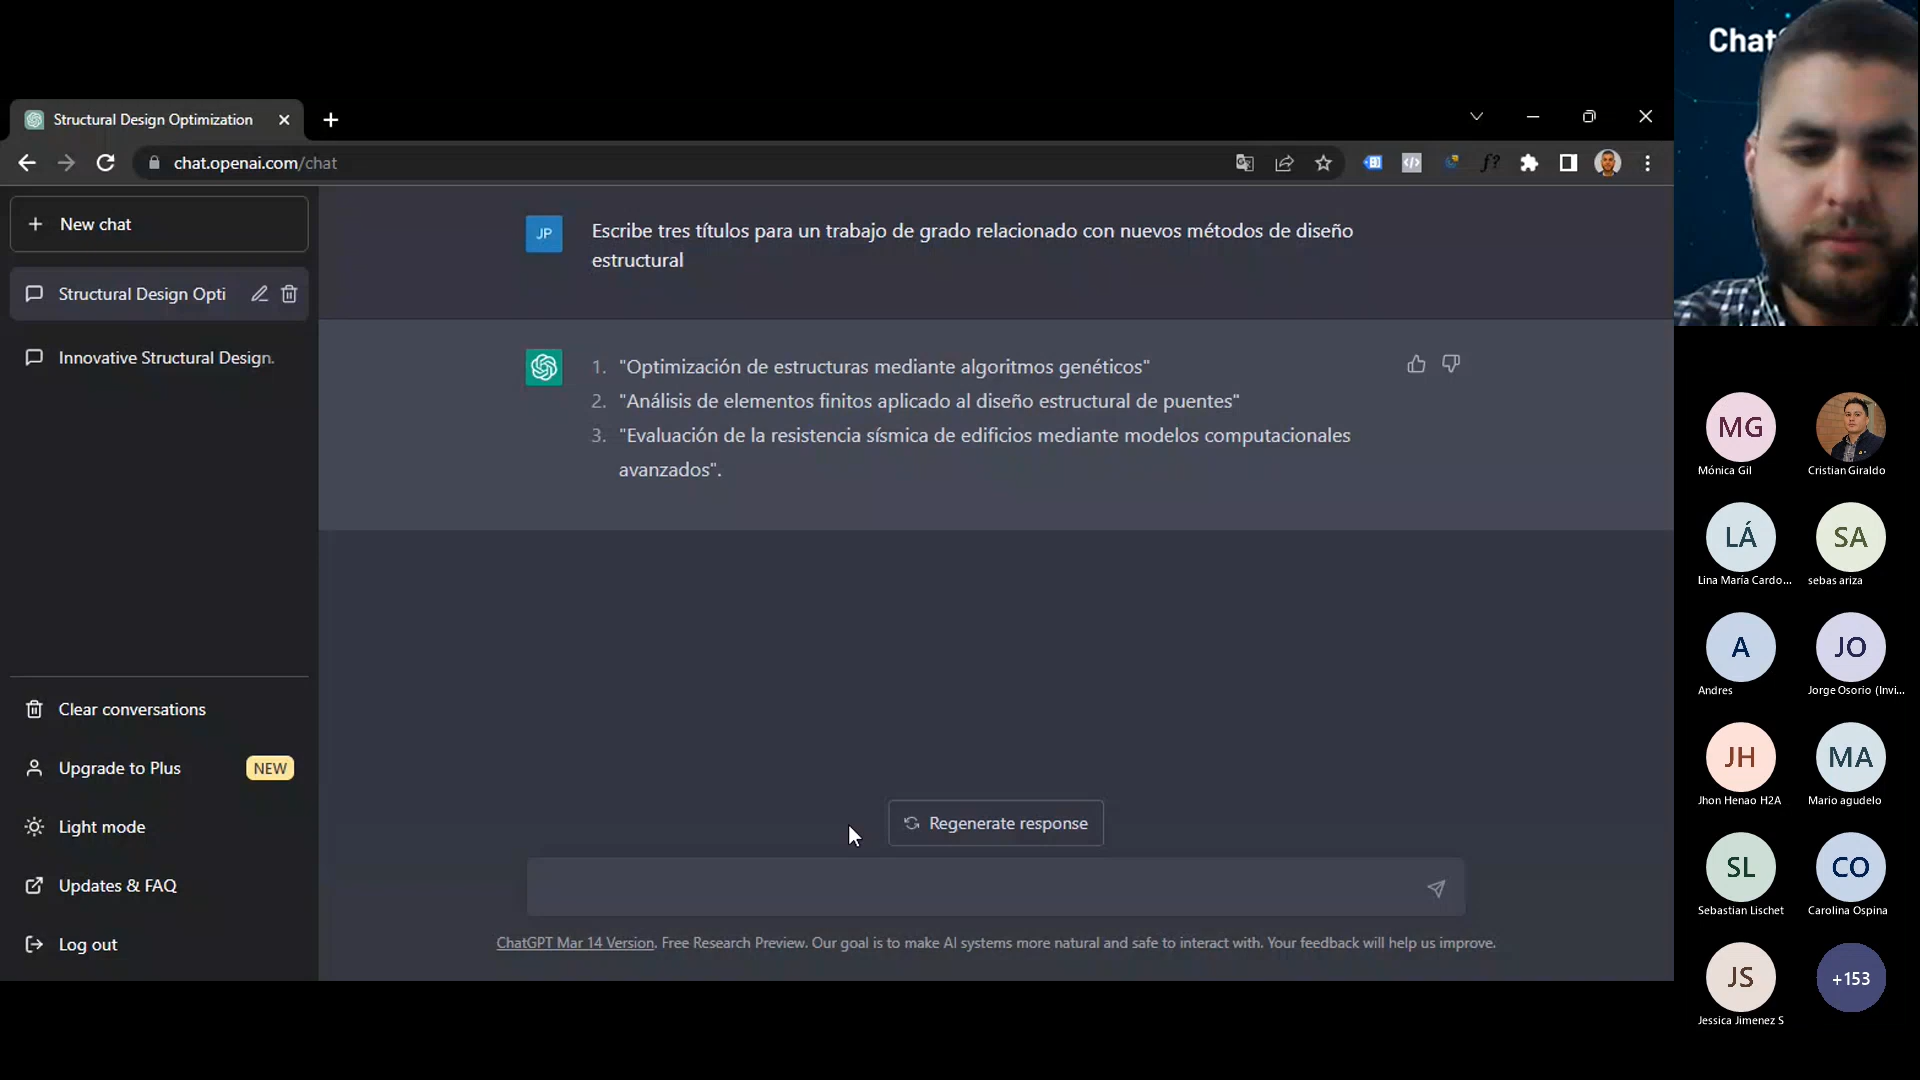 Structural Design Optimization
chat.openai.com/chat
New chat
Structural Design Opti
Innovative Structural Design.
Clear conversations
Upgrade to Plus NEW
Light mode
Updates & FAQ
Log out
JP
Escribe tres títulos para un trabajo de grado relacionado con nuevos métodos de diseño
estructural
1. "Optimización de estructuras mediante algoritmos genéticos"
2. "Análisis de elementos finitos aplicado al diseño estructural de puentes"
3. "Evaluación de la resistencia sísmica de edificios mediante modelos computacionales
avanzados".
Regenerate response
ChatGPT Mar 14 Version. Free Research Preview. Our goal is to make AI systems more natural and safe to interact with. Your feedback will help us improve.
MG
Mónica Gil
Cristian Giraldo
LÁ
Lina María Cardo...
SA
sebas ariza
A
Andres
JO
Jorge Osorio (Invi...
JH
Jhon Henao H2A
MA
Mario agudelo
SL
Sebastian Lischet
CO
Carolina Ospina
JS
Jessica Jimenez S
+153